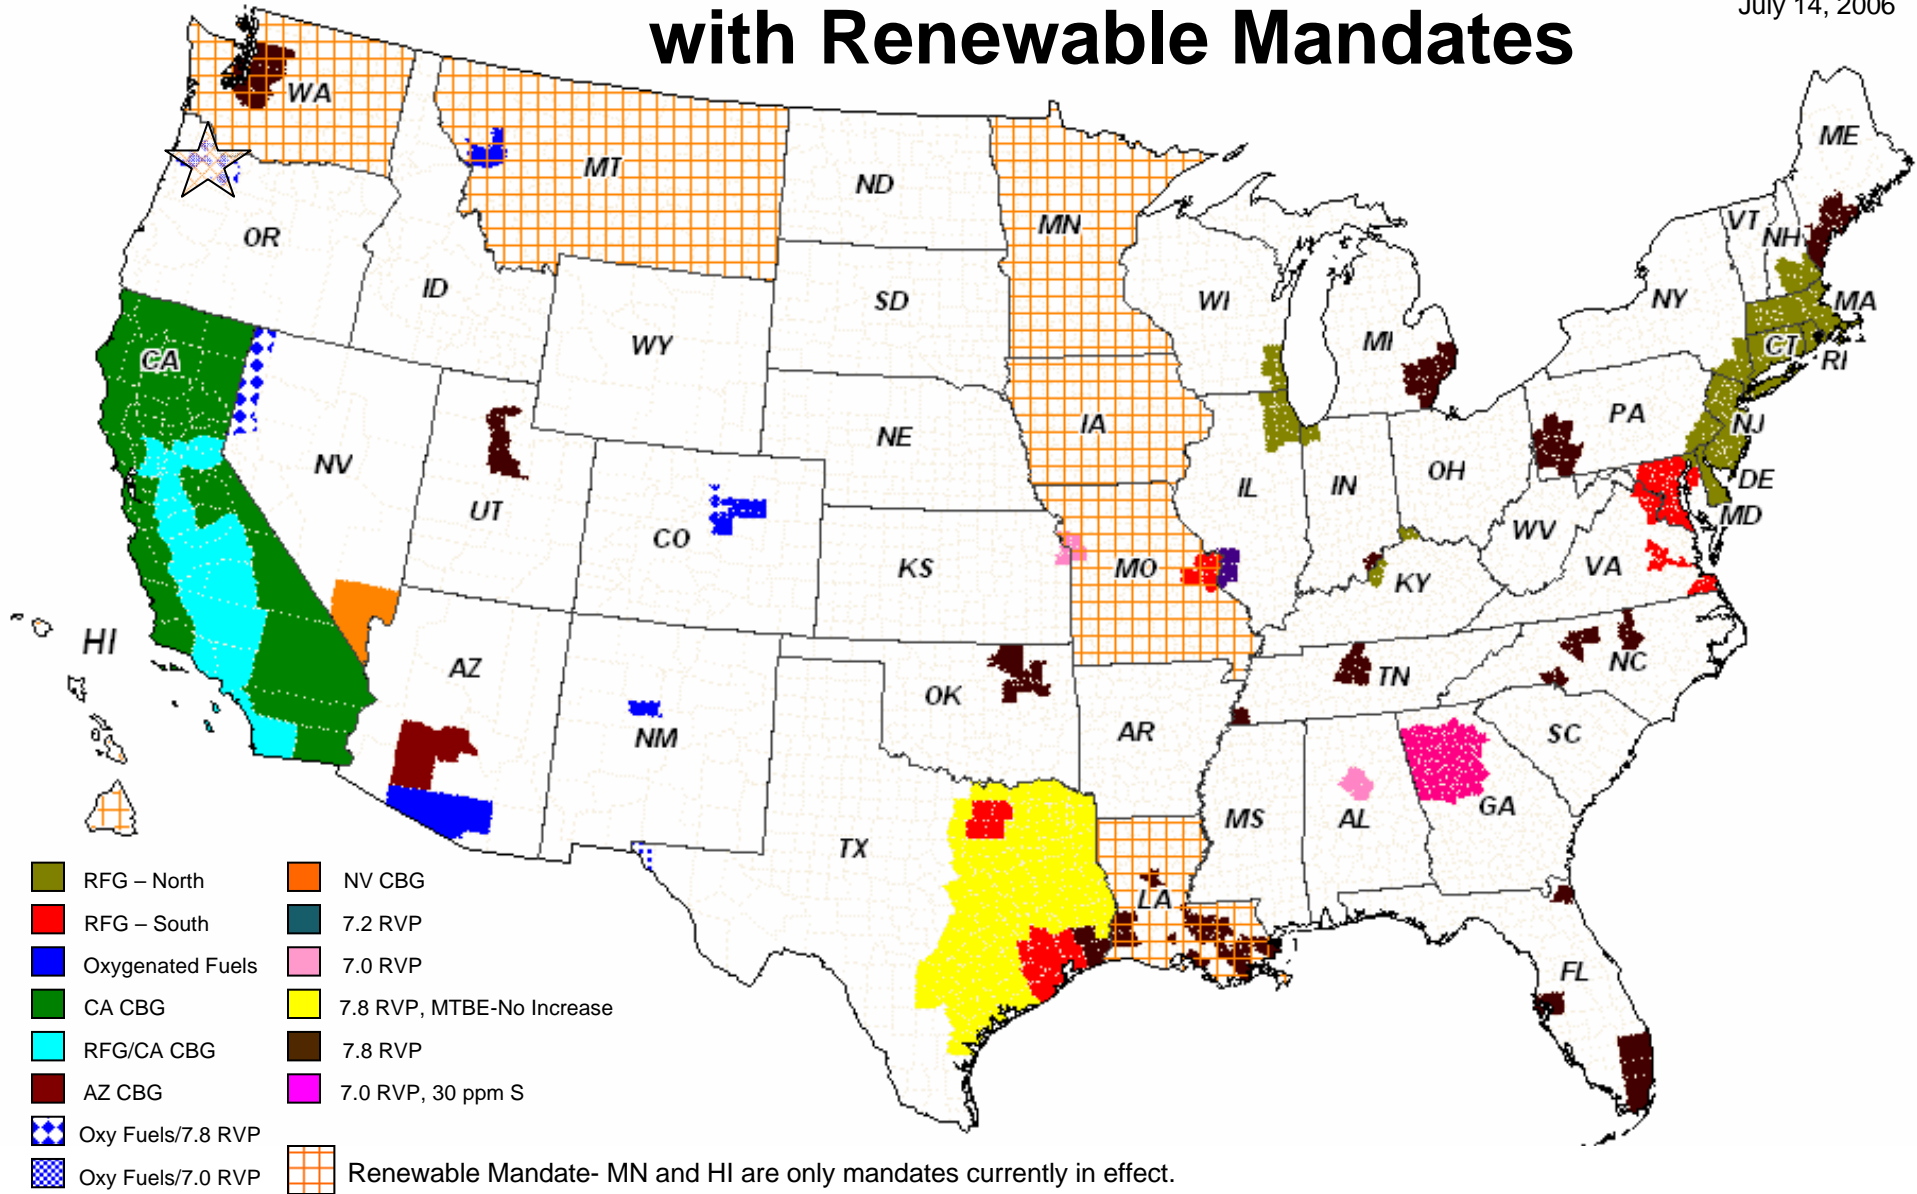 July 14, 2006
with Renewable Mandates
WA
MT
ND
MN
ME
OR
ID
SD
WI
VT
NH
NY
MA
WY
MI
CT
RI
CA
NE
IA
PA
NJ
NV
UT
CO
IL
IN
OH
DE
MD
KS
MO
WV
VA
KY
HI
AZ
NM
OK
AR
TN
NC
SC
TX
MS
AL
GA
LA
FL
RFG – North
RFG – South
Oxygenated Fuels
CA CBG
RFG/CA CBG
AZ CBG
Oxy Fuels/7.8 RVP
Oxy Fuels/7.0 RVP
NV CBG
7.2 RVP
7.0 RVP
7.8 RVP, MTBE-No Increase
7.8 RVP
7.0 RVP, 30 ppm S
Renewable Mandate- MN and HI are only mandates currently in effect.